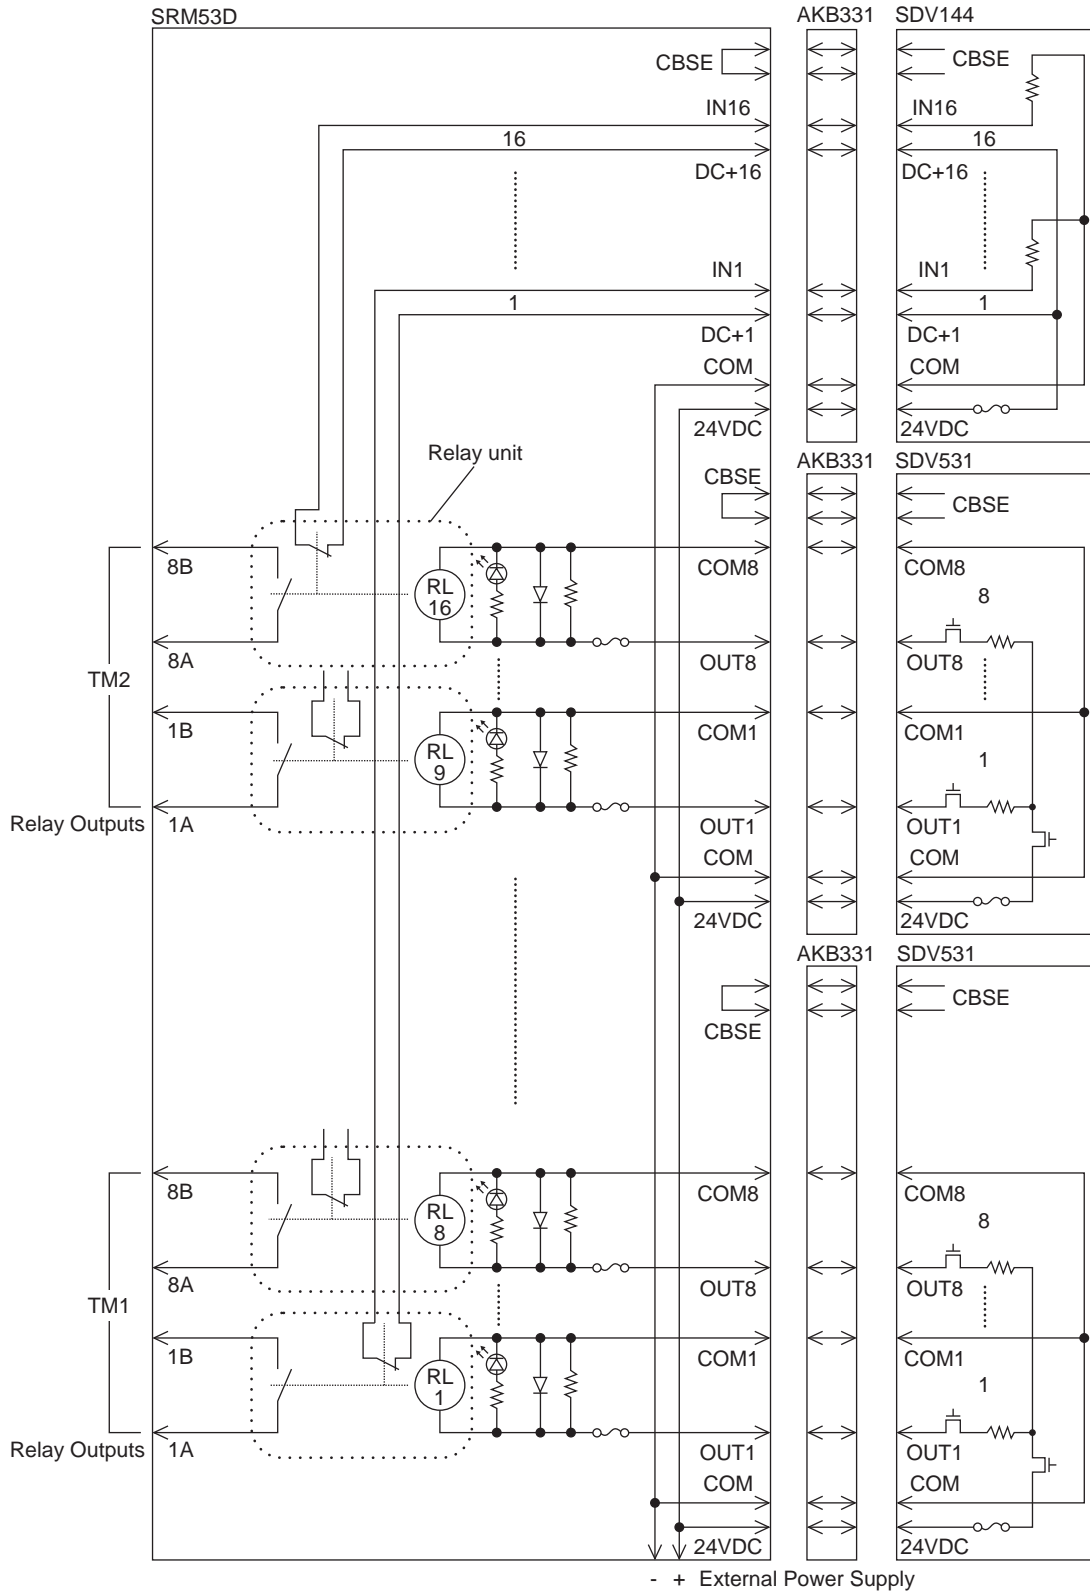 SRM53D AKB331 SDV144
CBSE CBSE
IN16 IN16
16 16
DC+16 DC+16
IN1 IN1
1 1
DC+1 DC+1
COM COM
24VDC 24VDC
Relay unit
AKB331 SDV531
CBSE CBSE
8B COM8 COM8
RL 16 8
8A OUT8 OUT8
TM2
1B COM1 COM1
RL 9 1
Relay Outputs 1A OUT1 OUT1
COM COM
24VDC 24VDC
AKB331 SDV531
CBSE
CBSE
8B COM8 COM8
RL 8 8
8A OUT8 OUT8
TM1
1B COM1 COM1
RL 1 1
Relay Outputs 1A OUT1 OUT1
COM COM
24VDC 24VDC
- + External Power Supply